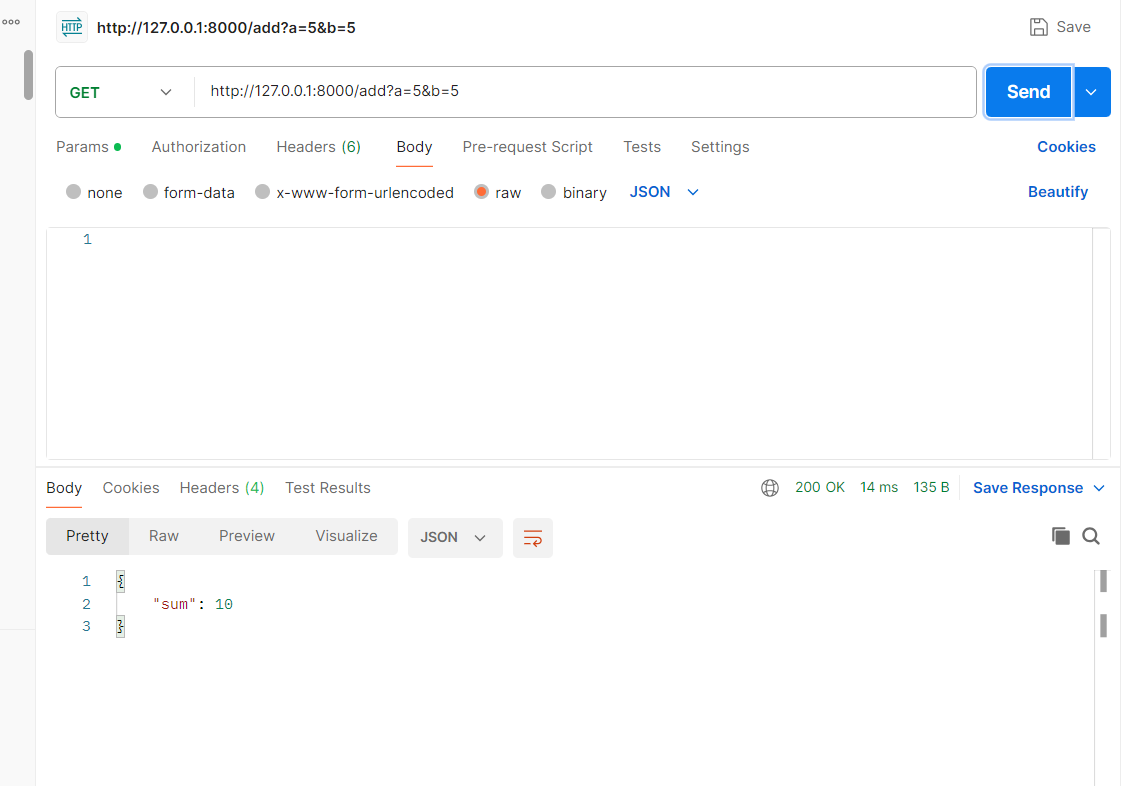 HTTP http://127.0.0.1:8000/add?a=5&b=5 Save
GET http://127.0.0.1:8000/add?a=5&b=5 Send
Params Authorization Headers (6) Body Pre-request Script Tests Settings Cookies
none form-data x-www-form-urlencoded raw binary JSON Beautify
1
Body Cookies Headers (4) Test Results 200 OK 14 ms 135 B Save Response
Pretty Raw Preview Visualize JSON
1 {
2 "sum": 10
3 }